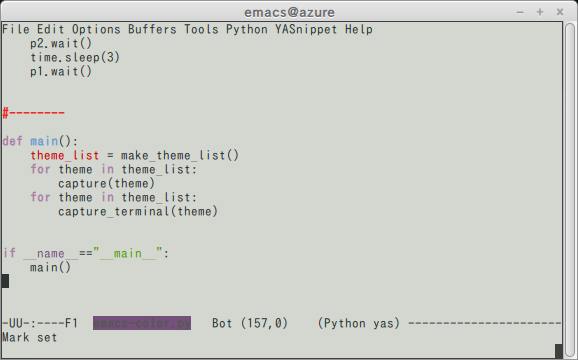 emacs@azure
File Edit Options Buffers Tools Python YASnippet Help
    p2.wait()
    time.sleep(3)
    p1.wait()
#--------
def main():
    theme_list = make_theme_list()
    for theme in theme_list:
        capture(theme)
    for theme in theme_list:
        capture_terminal(theme)
if __name__=="__main__":
    main()
-UU-:----F1  emacs-color.py   Bot (157,0)    (Python yas) ----------------------
Mark set